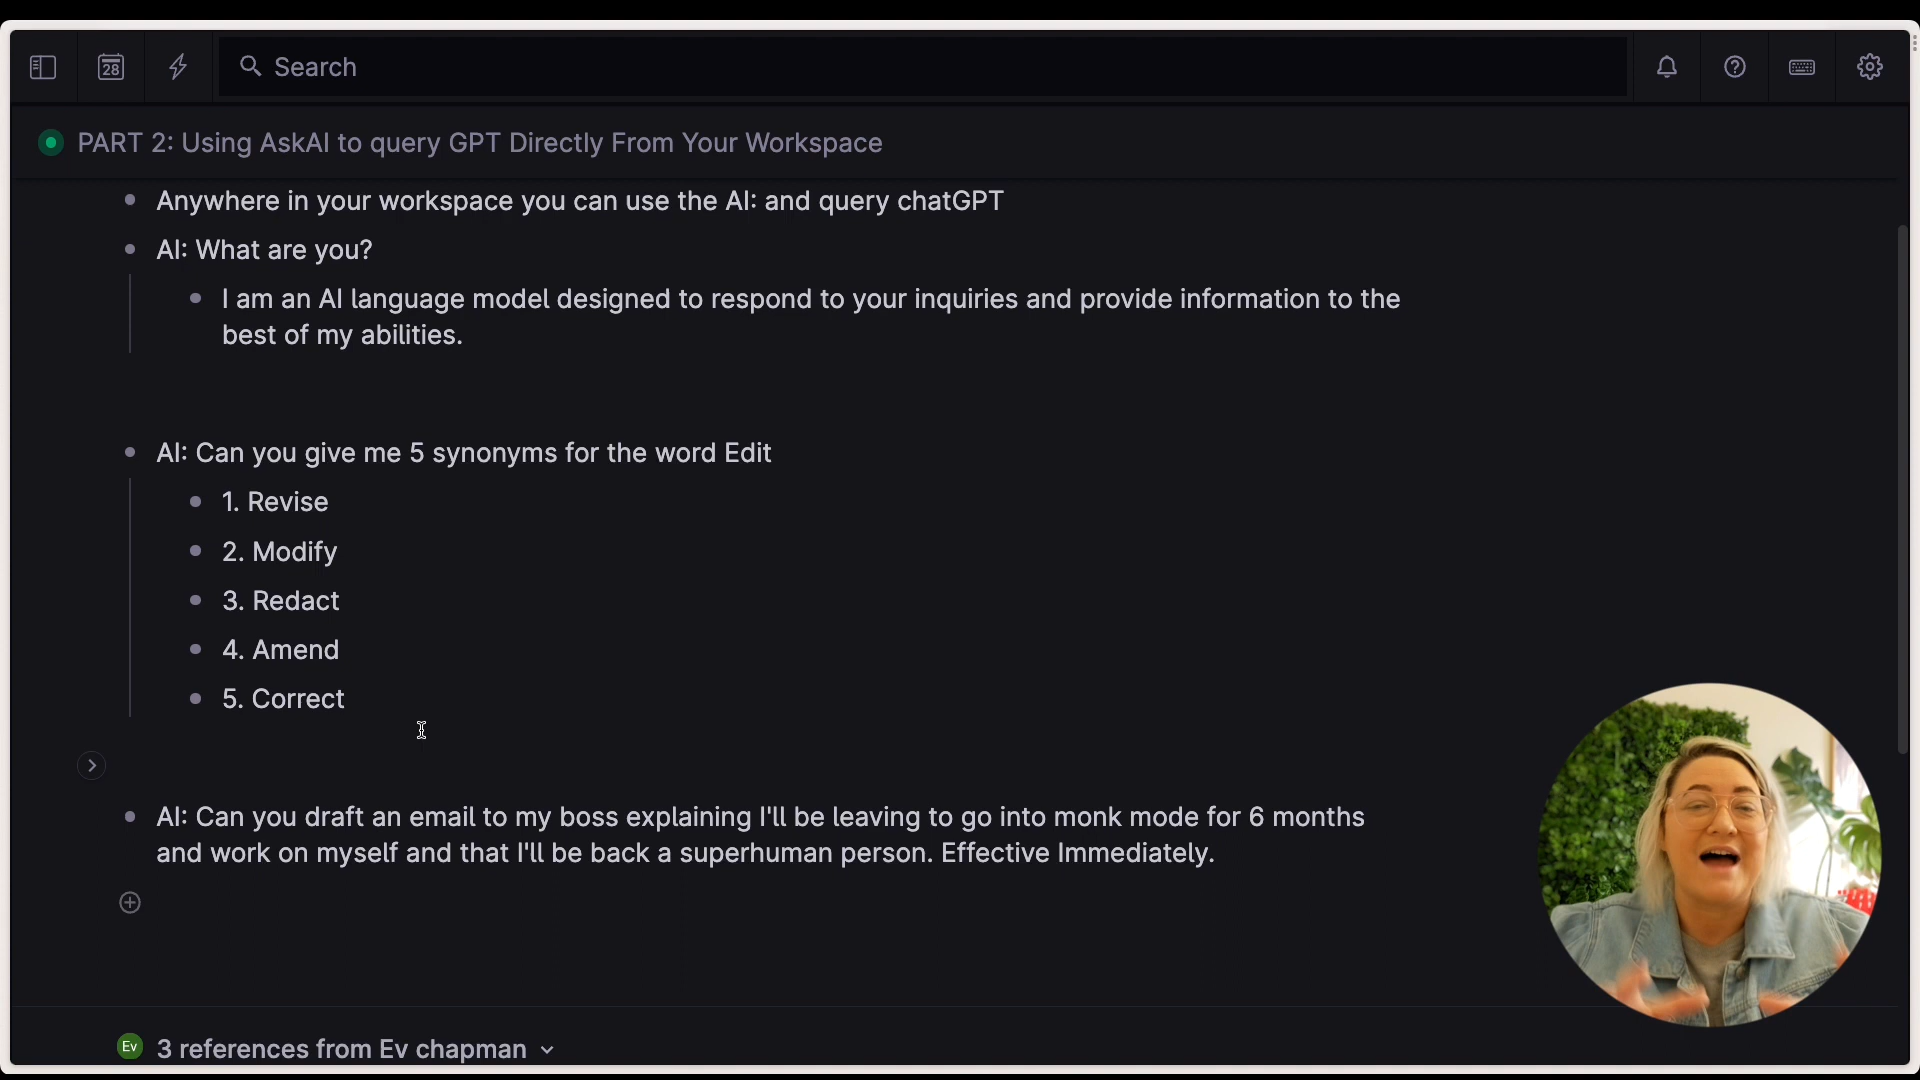 28
Search
PART 2: Using AskAI to query GPT Directly From Your Workspace
Anywhere in your workspace you can use the AI: and query chatGPT
AI: What are you?
I am an AI language model designed to respond to your inquiries and provide information to the
best of my abilities.
AI: Can you give me 5 synonyms for the word Edit
1. Revise
2. Modify
3. Redact
4. Amend
5. Correct
AI: Can you draft an email to my boss explaining I'll be leaving to go into monk mode for 6 months
and work on myself and that I'll be back a superhuman person. Effective Immediately.
Ev 3 references from Ev chapman